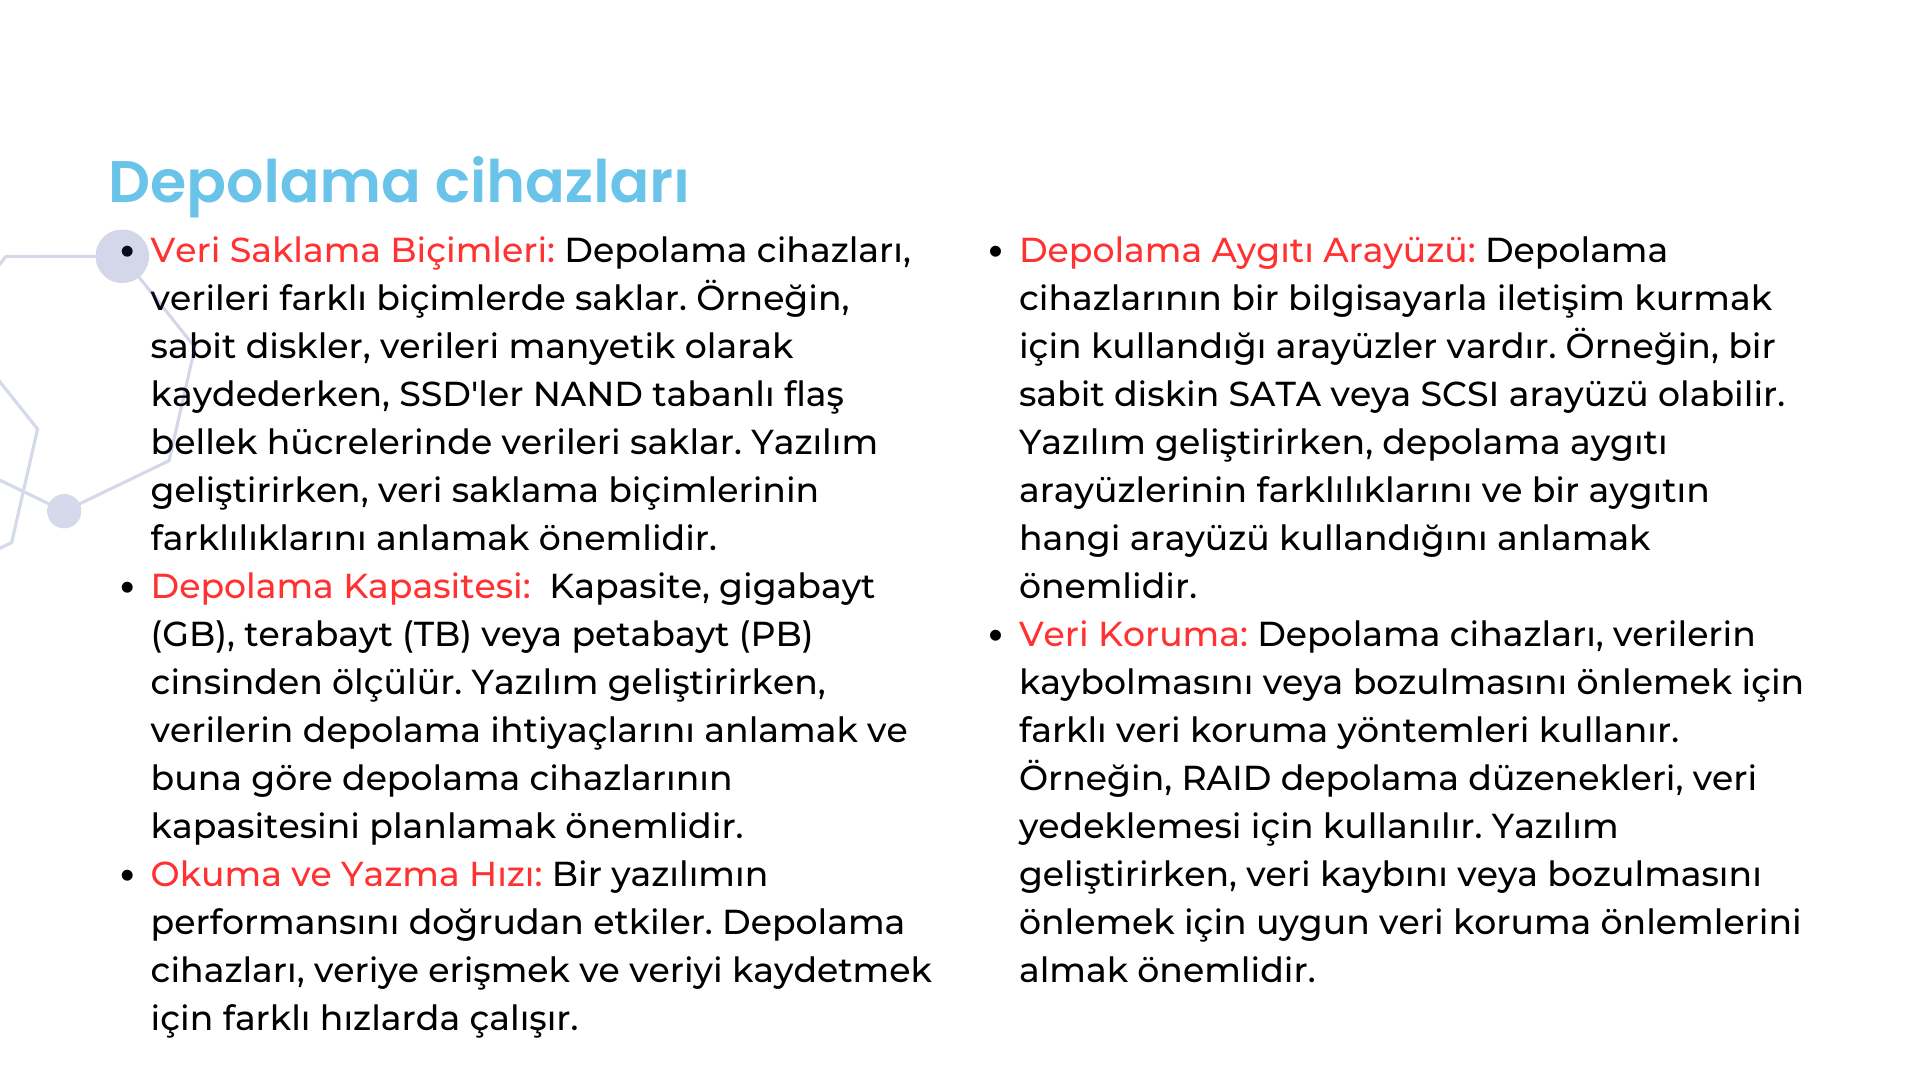 Depolama cihazları
• Veri Saklama Biçimleri: Depolama cihazları,
verileri farklı biçimlerde saklar. Örneğin,
sabit diskler, verileri manyetik olarak
kaydederken, SSD'ler NAND tabanlı flaş
bellek hücrelerinde verileri saklar. Yazılım
geliştirirken, veri saklama biçimlerinin
farklılıklarını anlamak önemlidir.
• Depolama Kapasitesi:  Kapasite, gigabayt
(GB), terabayt (TB) veya petabayt (PB)
cinsinden ölçülür. Yazılım geliştirirken,
verilerin depolama ihtiyaçlarını anlamak ve
buna göre depolama cihazlarının
kapasitesini planlamak önemlidir.
• Okuma ve Yazma Hızı: Bir yazılımın
performansını doğrudan etkiler. Depolama
cihazları, veriye erişmek ve veriyi kaydetmek
için farklı hızlarda çalışır.
• Depolama Aygıtı Arayüzü: Depolama
cihazlarının bir bilgisayarla iletişim kurmak
için kullandığı arayüzler vardır. Örneğin, bir
sabit diskin SATA veya SCSI arayüzü olabilir.
Yazılım geliştirirken, depolama aygıtı
arayüzlerinin farklılıklarını ve bir aygıtın
hangi arayüzü kullandığını anlamak
önemlidir.
• Veri Koruma: Depolama cihazları, verilerin
kaybolmasını veya bozulmasını önlemek için
farklı veri koruma yöntemleri kullanır.
Örneğin, RAID depolama düzenekleri, veri
yedeklemesi için kullanılır. Yazılım
geliştirirken, veri kaybını veya bozulmasını
önlemek için uygun veri koruma önlemlerini
almak önemlidir.